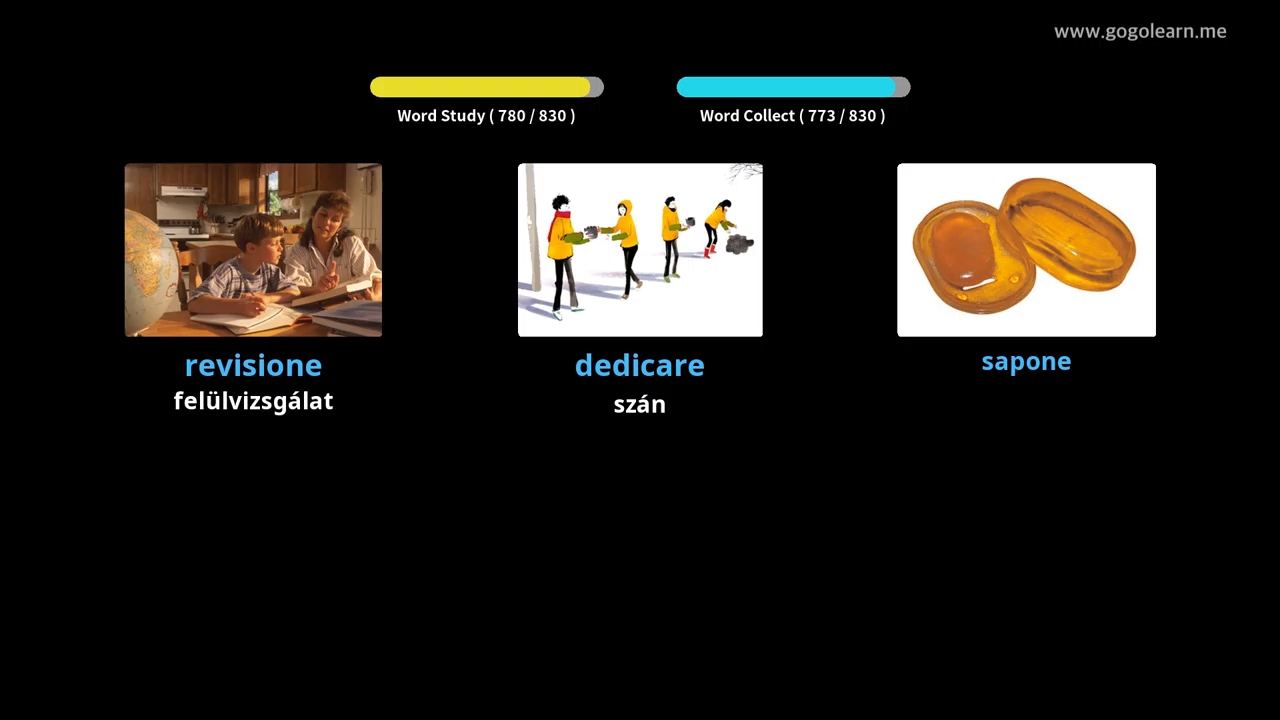 www.gogolearn.me
Word Study ( 780 / 830 )
Word Collect ( 773 / 830 )
revisione
felülvizsgálat
dedicare
szán
sapone